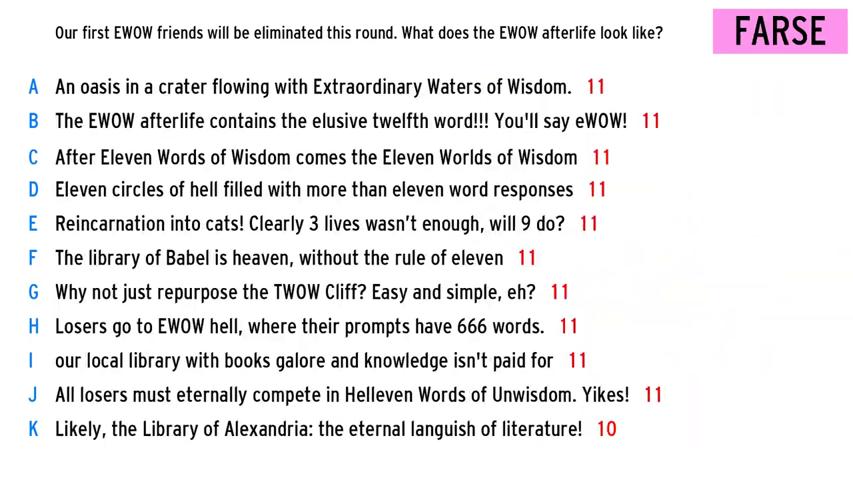 Our first EWOW friends will be eliminated this round. What does the EWOW afterlife look like?
FARSE
A An oasis in a crater flowing with Extraordinary Waters of Wisdom. 11
B The EWOW afterlife contains the elusive twelfth word!!! You'll say eWOW! 11
C After Eleven Words of Wisdom comes the Eleven Worlds of Wisdom 11
D Eleven circles of hell filled with more than eleven word responses 11
E Reincarnation into cats! Clearly 3 lives wasn’t enough, will 9 do? 11
F The library of Babel is heaven, without the rule of eleven 11
G Why not just repurpose the TWOW Cliff? Easy and simple, eh? 11
H Losers go to EWOW hell, where their prompts have 666 words. 11
I our local library with books galore and knowledge isn't paid for 11
J All losers must eternally compete in Helleven Words of Unwisdom. Yikes! 11
K Likely, the Library of Alexandria: the eternal languish of literature! 10